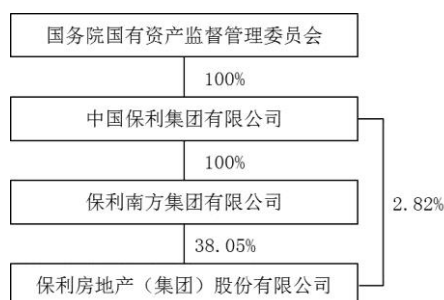 国务院国有资产监督管理委员会
100%
中国保利集团有限公司
100%
保利南方集团有限公司
2.82%
38.05%
保利房地产（集团）股份有限公司